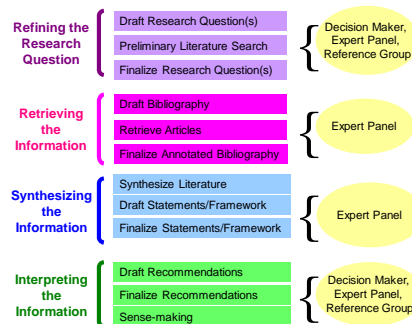 Refining the
Research
Question
Draft Research Question(s)
Preliminary Literature Search
Finalize Research Question(s)
Decision Maker,
Expert Panel,
Reference Group
Retrieving
the
Information
Draft Bibliography
Retrieve Articles
Finalize Annotated Bibliography
Expert Panel
Synthesizing
the
Information
Synthesize Literature
Draft Statements/Framework
Finalize Statements/Framework
Expert Panel
Interpreting
the
Information
Draft Recommendations
Finalize Recommendations
Sense-making
Decision Maker,
Expert Panel,
Reference Group